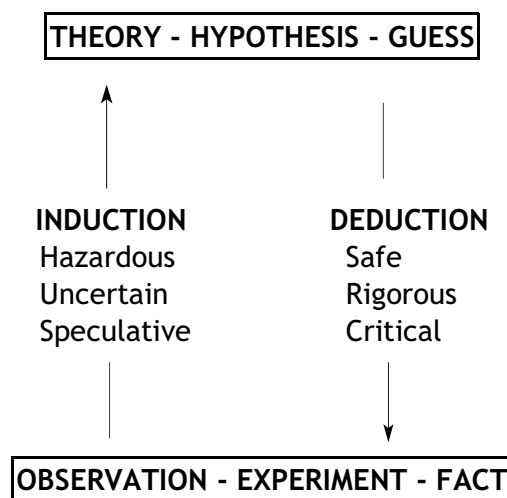 THEORY - HYPOTHESIS - GUESS
INDUCTION
Hazardous
Uncertain
Speculative
DEDUCTION
Safe
Rigorous
Critical
OBSERVATION - EXPERIMENT - FACT